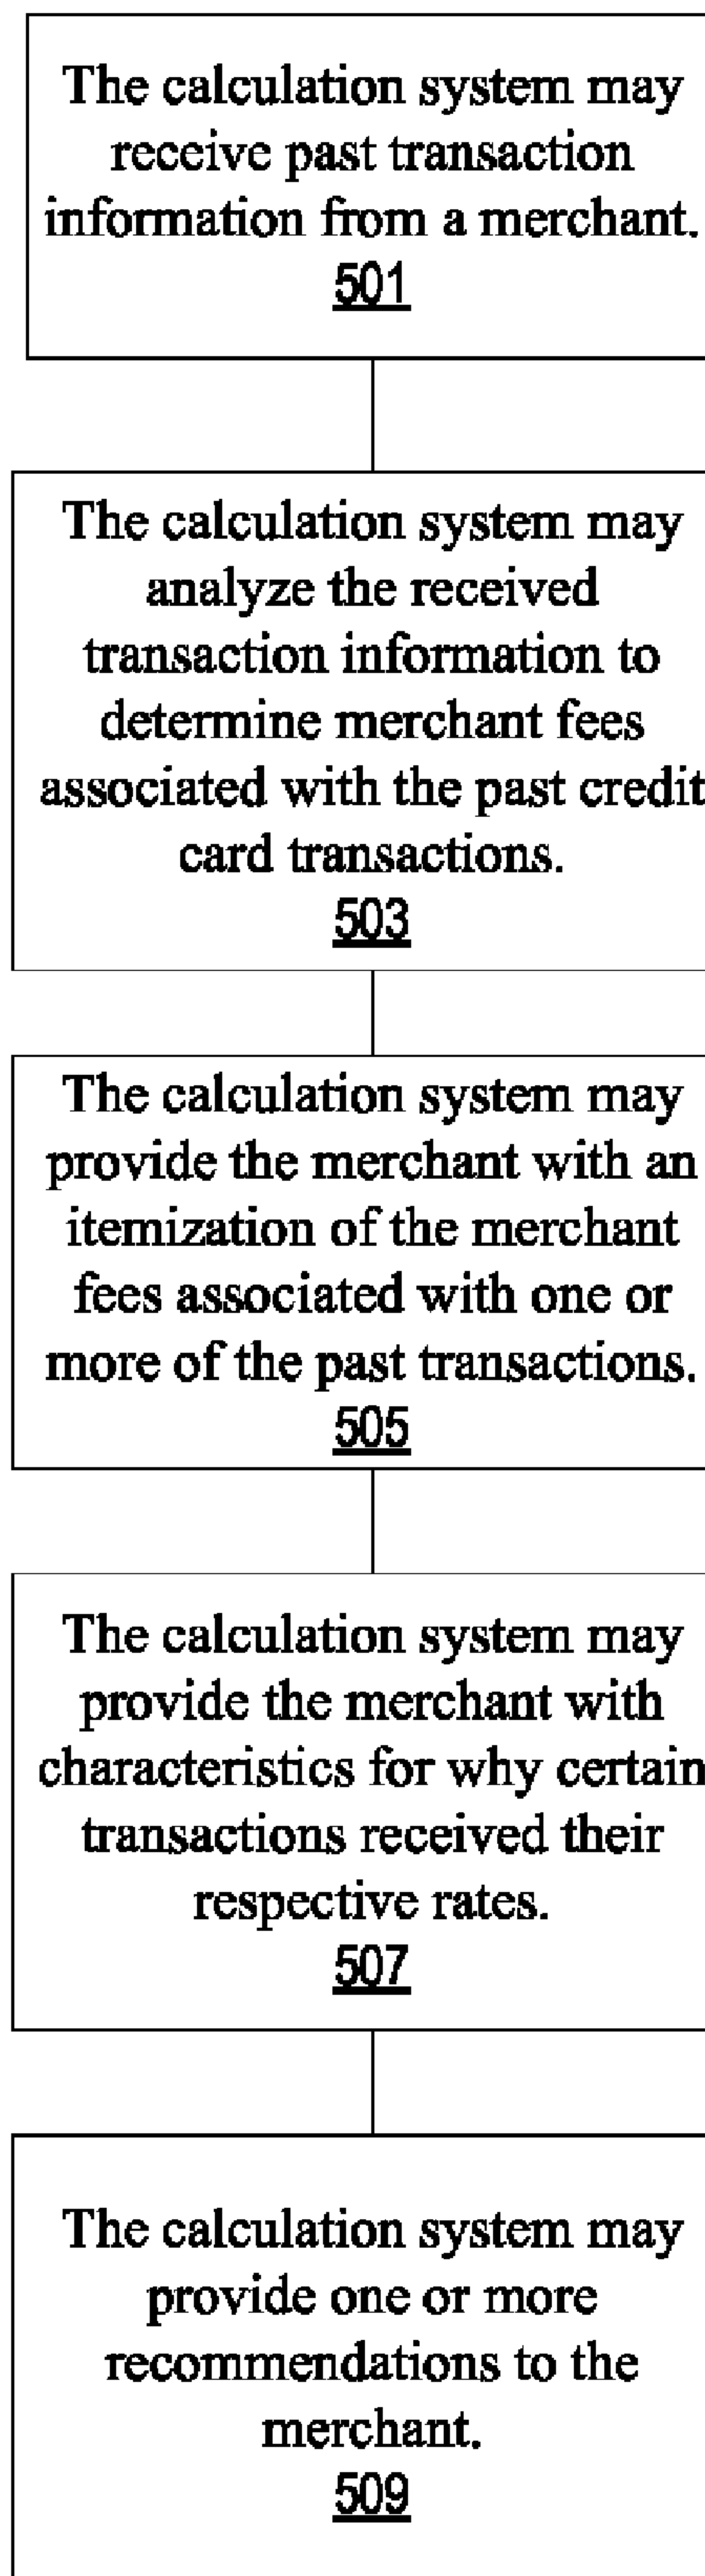 The calculation system may
receive past transaction
information from a merchant.
501
The calculation system may
analyze the received
transaction information to
determine merchant fees
associated with the past credit
card transactions.
503
The calculation system may
provide the merchant with an
itemization of the merchant
fees associated with one or
more of the past transactions.
505
The calculation system may
provide the merchant with
characteristics for why certain
transactions received their
respective rates.
507
The calculation system may
provide one or more
recommendations to the
merchant.
509